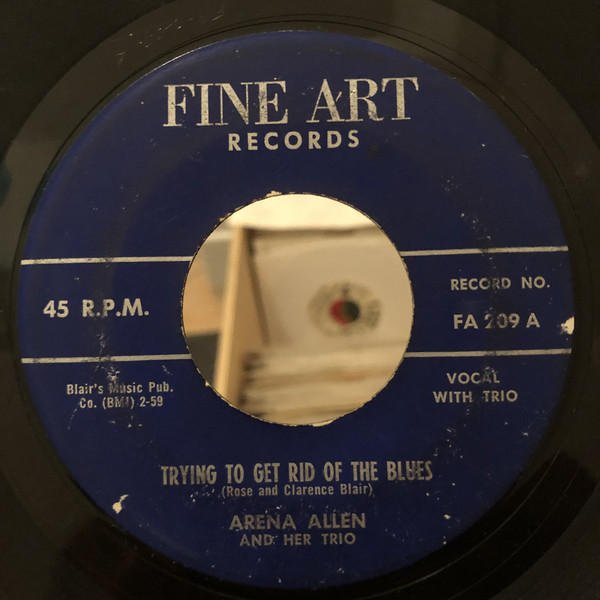 FINE ART
RECORDS
45 R.P.M.
RECORD NO.
FA 209 A
Blair's Music Pub.
Co. (BMI) 2-59
VOCAL
WITH TRIO
TRYING TO GET RID OF THE BLUES
(Rose and Clarence Blair)
ARENA ALLEN
AND HER TRIO